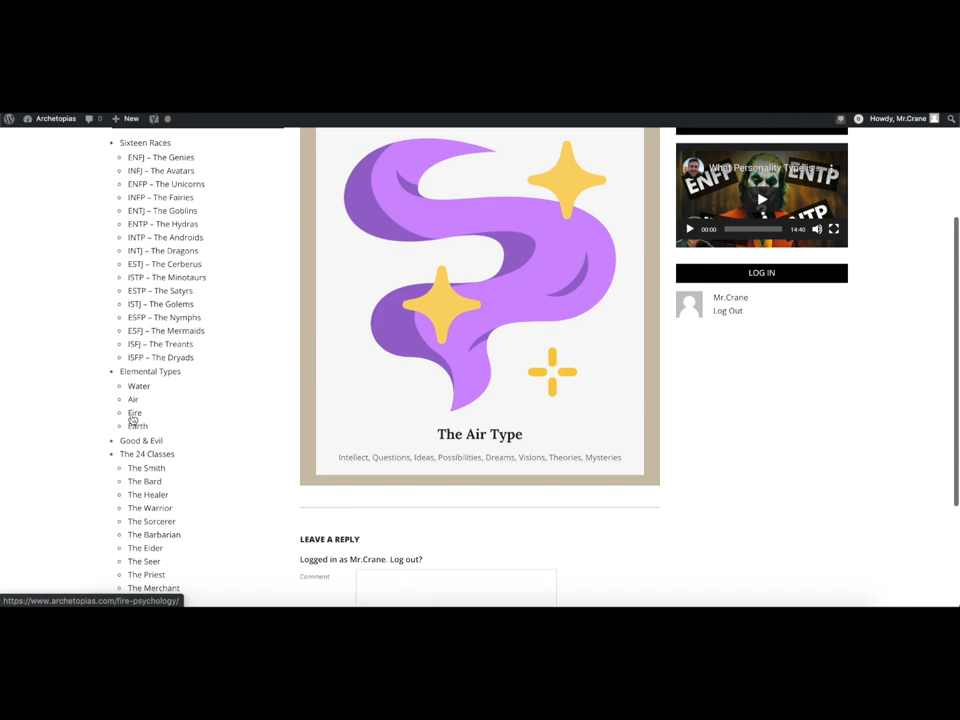 Archetopias 0 New 0 Howdy, Mr.Crane
Sixteen Races
ENFJ – The Genies
INFJ – The Avatars
ENFP – The Unicorns
INFP – The Fairies
ENTJ – The Goblins
ENTP – The Hydras
INTP – The Androids
INTJ – The Dragons
ESTJ – The Cerberus
ISTP – The Minotaurs
ESTP – The Satyrs
ISTJ – The Golems
ESFP – The Nymphs
ESFJ – The Mermaids
ISFJ – The Treants
ISFP – The Dryads
Elemental Types
Water
Air
Fire
Earth
Good & Evil
The 24 Classes
The Smith
The Bard
The Healer
The Warrior
The Sorcerer
The Barbarian
The Elder
The Seer
The Priest
The Merchant
https://www.archetopias.com/fire-psychology/
The Air Type
Intellect, Questions, Ideas, Possibilities, Dreams, Visions, Theories, Mysteries
LEAVE A REPLY
Logged in as Mr.Crane. Log out?
Comment
What Personality Type is
ENFP ENTP
00:00 14:40
LOG IN
Mr.Crane
Log Out